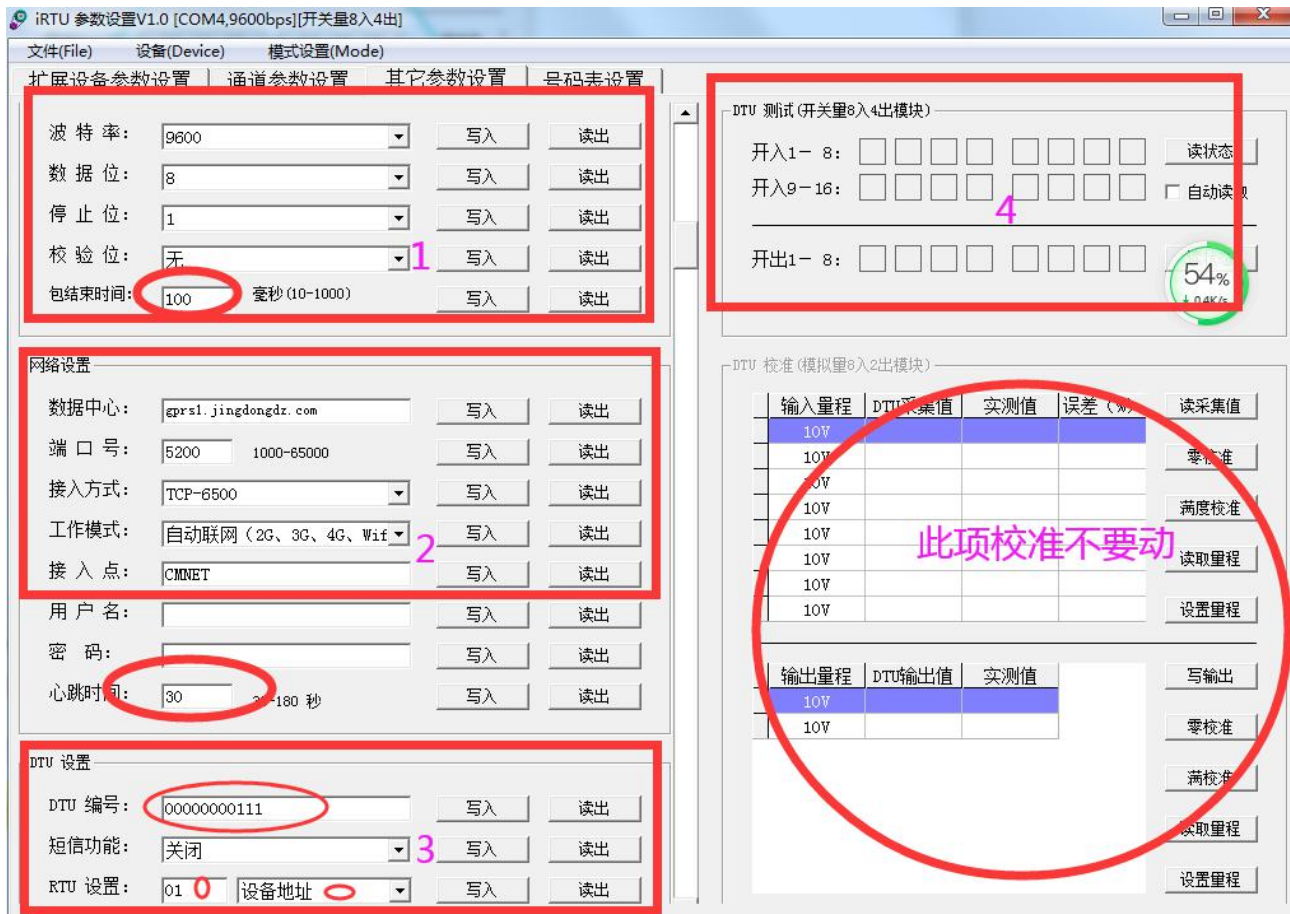 iRTU 参数设置V1.0 [COM4,9600bps][开关量8入4出]
文件(File) 设备(Device) 模式设置(Mode)
扩展设备参数设置 通道参数设置 其它参数设置 号码表设置
波 特 率: 9600 写入 读出
数 据 位: 8 写入 读出
停 止 位: 1 写入 读出
校 验 位: 无 写入 读出
1
包结束时间: 100 毫秒(10-1000) 写入 读出
网络设置
数据中心: gprs1.jingdongdz.com 写入 读出
端 口 号: 5200 1000-65000 写入 读出
接入方式: TCP-6500 写入 读出
工作模式: 自动联网（2G、3G、4G、Wif 写入 读出
2
接 入 点: CMNET 写入 读出
用 户 名: 写入 读出
密 码: 写入 读出
心跳时间: 30 -180 秒 写入 读出
DTU 设置
DTU 编号: 00000000111 写入 读出
短信功能: 关闭 3 写入 读出
RTU 设置: 01 设备地址 写入 读出
DTU 测试(开关量8入4出模块)
开入1- 8: 读状态
开入9-16: 自动读
4
开出1- 8:
54%
0.4K/s
DTU 校准(模拟量8入2出模块)
输入量程 DTU采集值 实测值 误差（%） 读采集值
10V
10V 零校准
10V
10V 满度校准
10V
此项校准不要动
10V 读取量程
10V
10V 设置量程
输出量程 DTU输出值 实测值 写输出
10V
10V 零校准
满校准
读取量程
设置量程